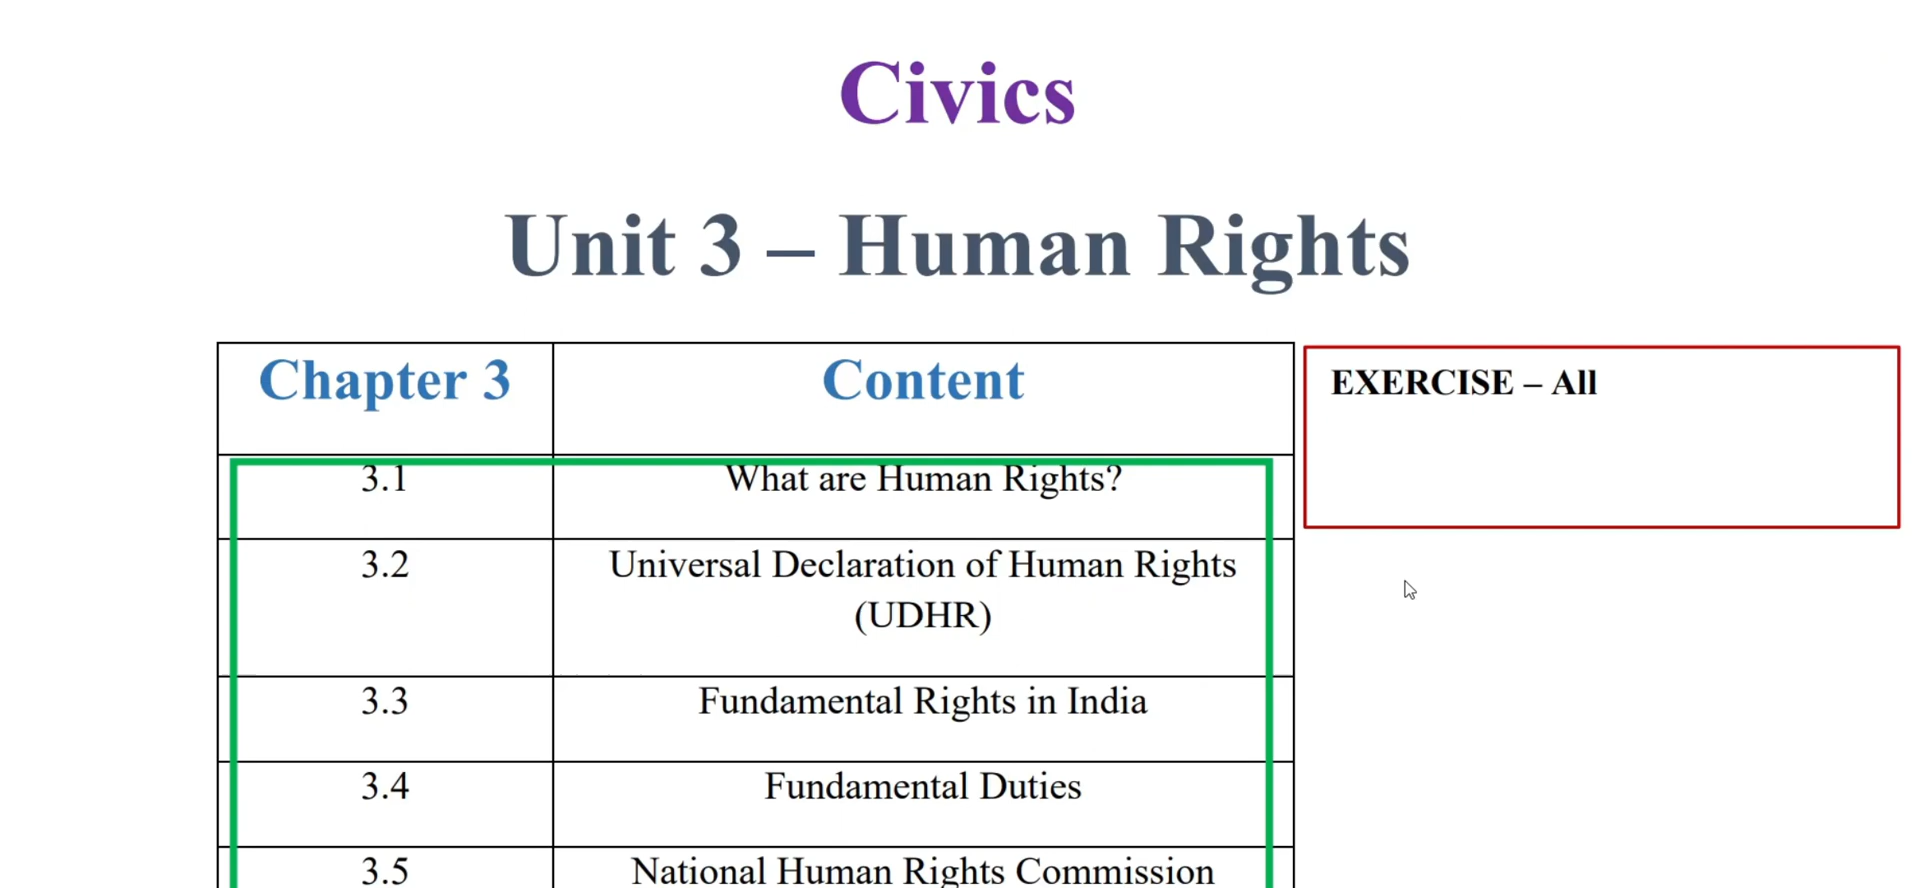 Civics
Unit 3 – Human Rights
Chapter 3 Content
EXERCISE – All
3.1 What are Human Rights?
3.2 Universal Declaration of Human Rights
(UDHR)
3.3 Fundamental Rights in India
3.4 Fundamental Duties
3.5 National Human Rights Commission